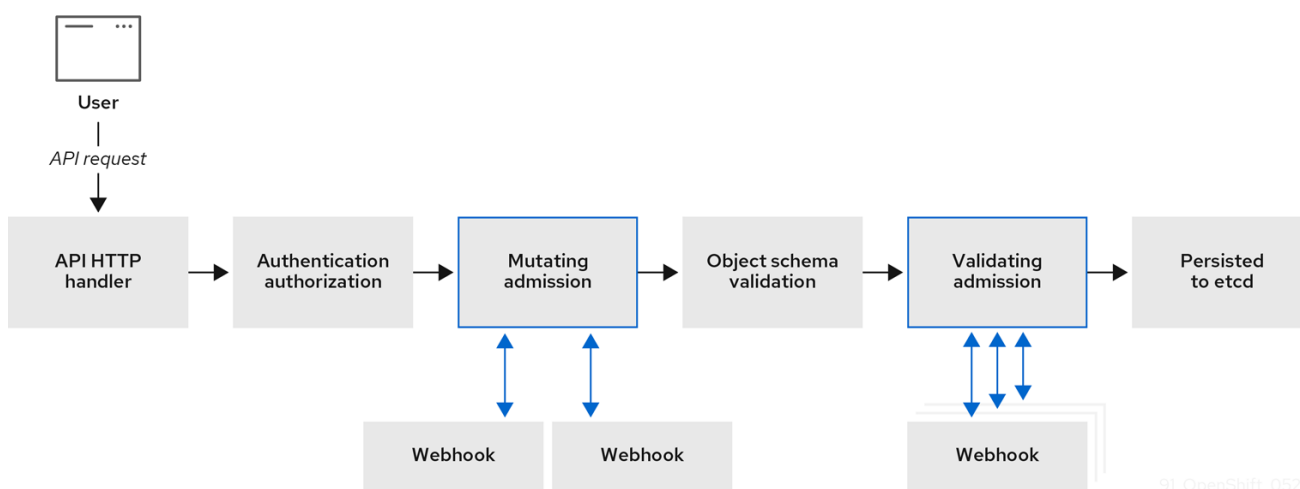 User
API request
API HTTP
handler
Authentication
authorization
Mutating
admission
Object schema
validation
Validating
admission
Persisted
to etcd
Webhook
Webhook
Webhook
91_OpenShift_052